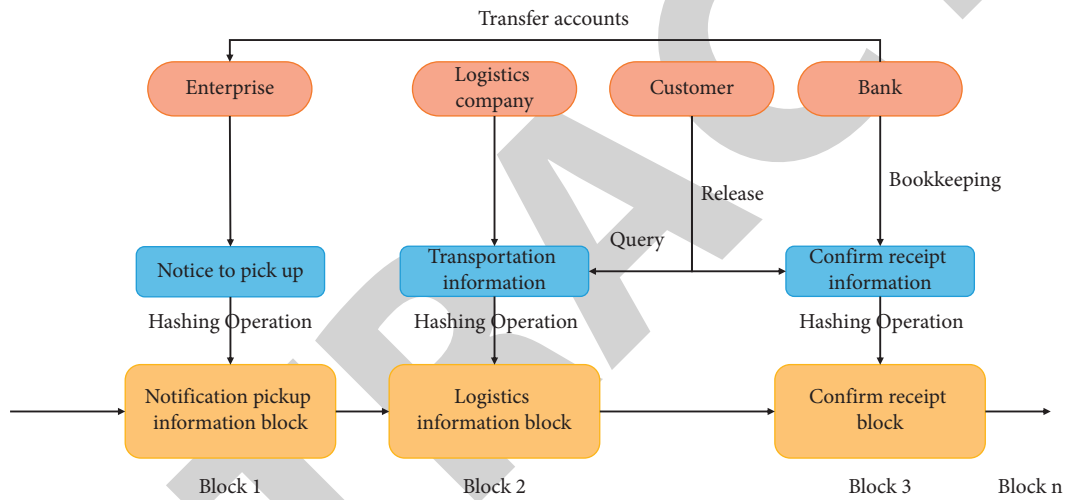 Transfer accounts
Enterprise
Logistics
company
Customer
Bank
Release
Bookkeeping
Query
Notice to pick up
Transportation
information
Confirm receipt
information
Hashing Operation
Hashing Operation
Hashing Operation
Notification pickup
information block
Logistics
information block
Confirm receipt
block
Block 1
Block 2
Block 3
Block n